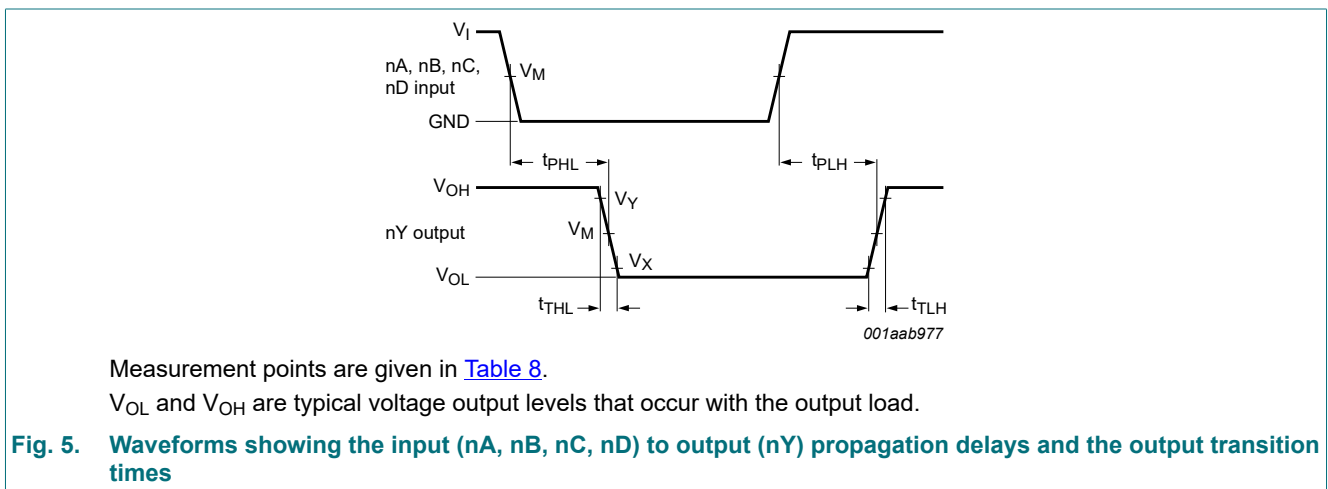 V_I
nA, nB, nC,
nD input
V_M
GND
t_PHL
t_PLH
V_OH
V_Y
nY output
V_M
V_X
V_OL
t_THL
t_TLH
001aab977
Measurement points are given in Table 8.
V_OL and V_OH are typical voltage output levels that occur with the output load.
Fig. 5. Waveforms showing the input (nA, nB, nC, nD) to output (nY) propagation delays and the output transition
times